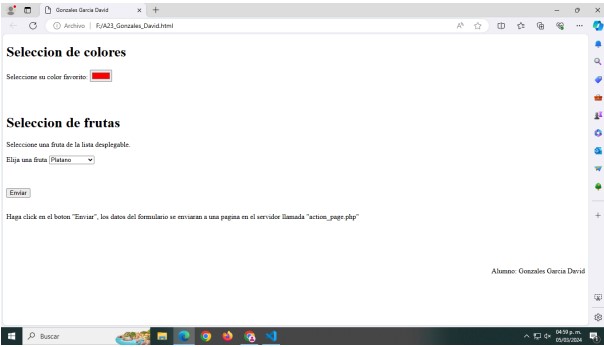 Gonzales Garcia David
Archivo F:/A23_Gonzales_David.html
Seleccion de colores
Seleccione su color favorito:
Seleccion de frutas
Seleccione una fruta de la lista desplegable.
Elija una fruta Platano
Enviar
Haga click en el boton "Enviar", los datos del formulario se enviaran a una pagina en el servidor llamada "action_page.php"
Alumno: Gonzales Garcia David
Buscar
04:59 p. m.
05/03/2024